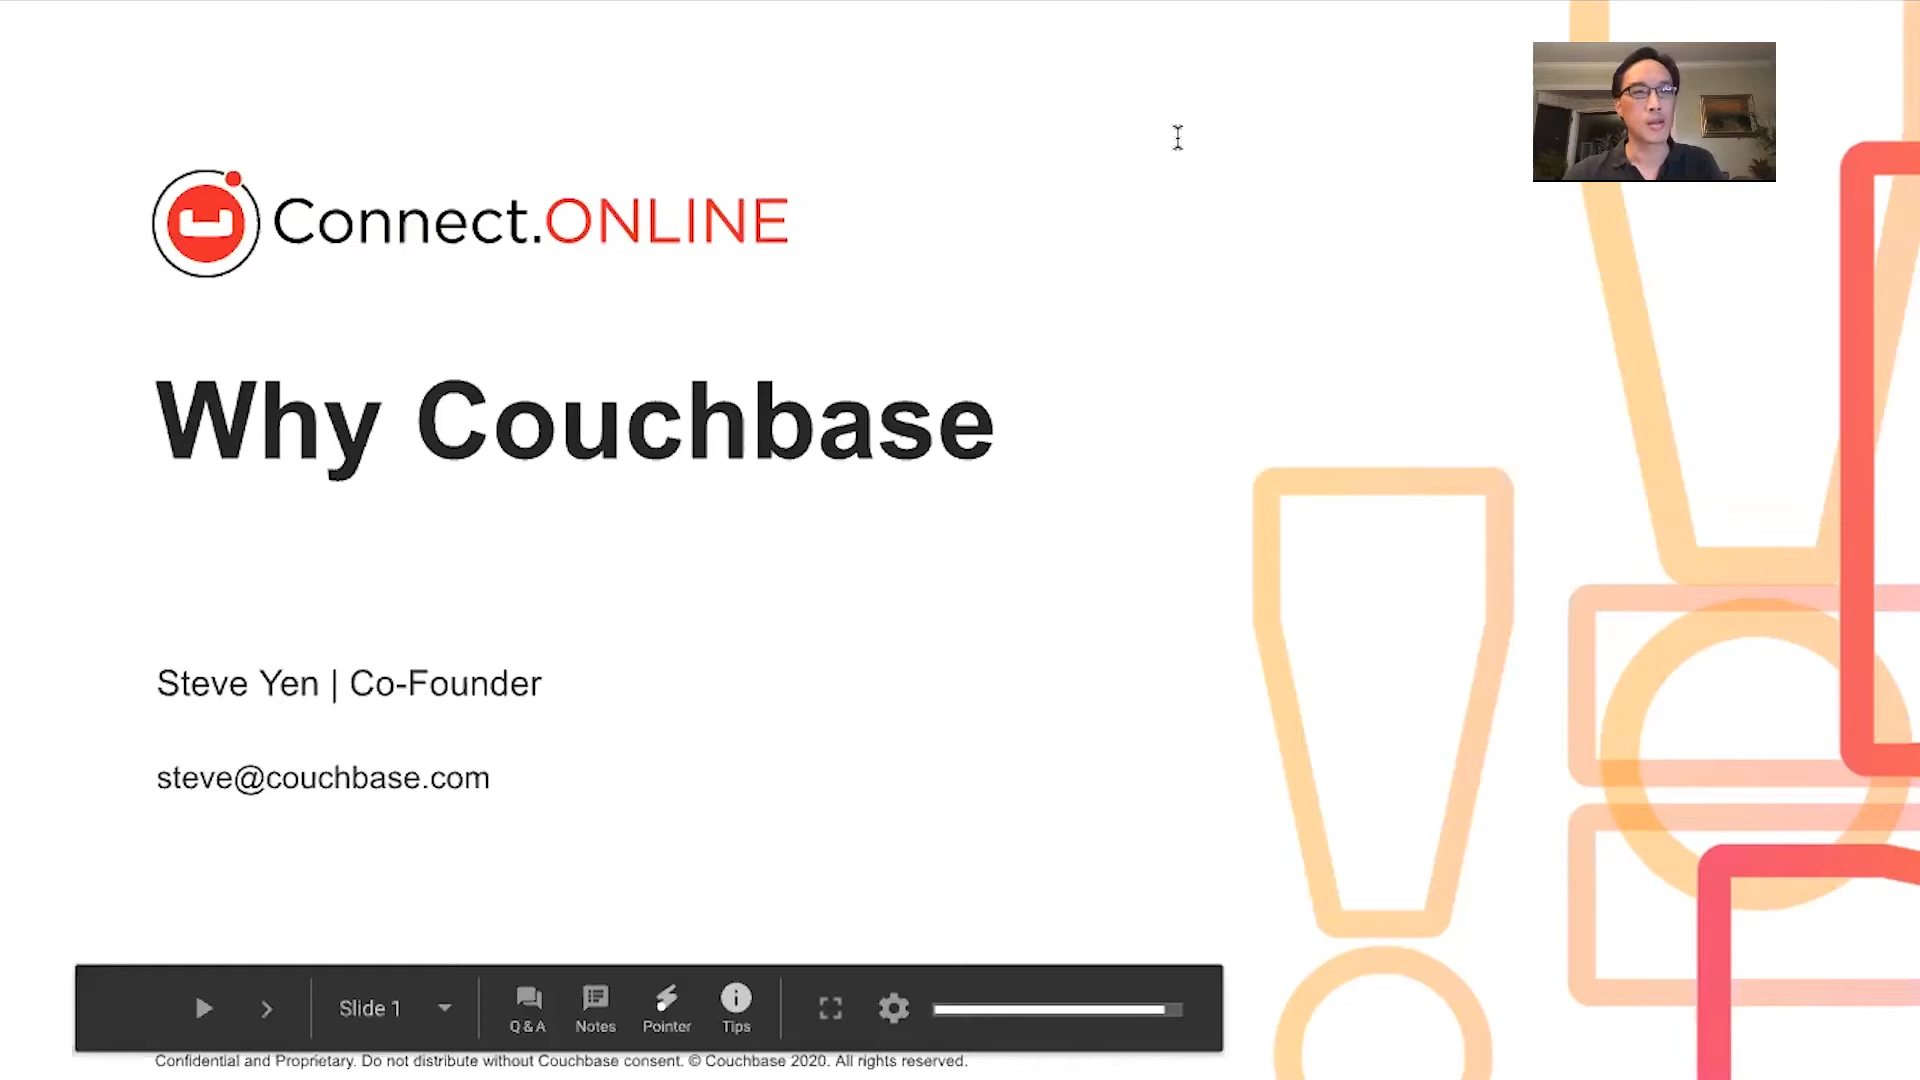 Connect.ONLINE
Why Couchbase
Steve Yen | Co-Founder
steve@couchbase.com
Slide 1
Q & A
Notes
Pointer
Tips
Confidential and Proprietary. Do not distribute without Couchbase consent. © Couchbase 2020. All rights reserved.